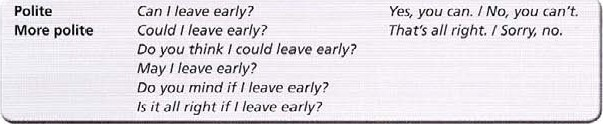 Polite Can I leave early? Yes, you can. / No, you can't.
More polite Could I leave early? That's all right. / Sorry, no.
Do you think I could leave early?
May I leave early?
Do you mind if I leave early?
Is it all right if I leave early?